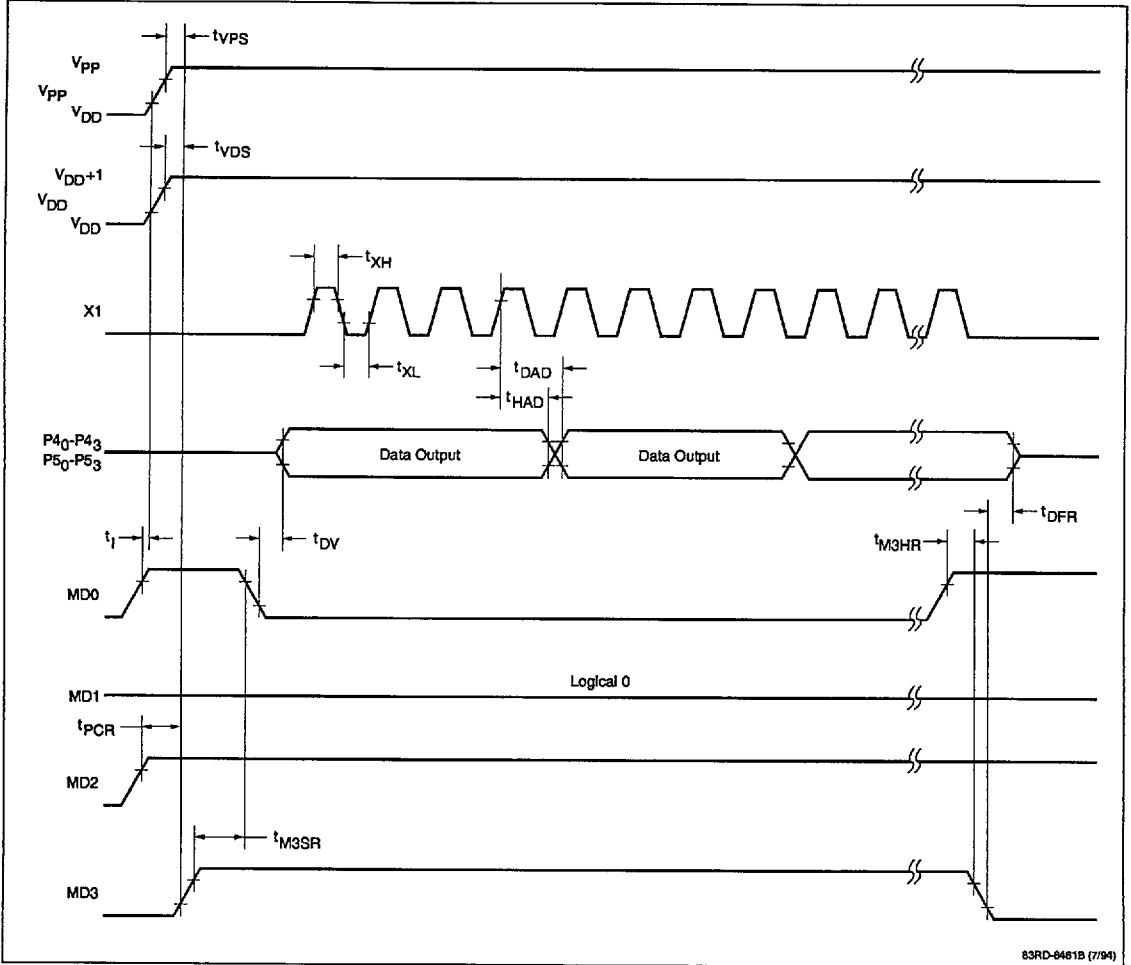 tVPS
VPP
VPP
VDD
tVDS
VDD+1
VDD
VDD
tXH
X1
tXL
tDAD
tHAD
P40-P43
P50-P53
Data Output
Data Output
tDFR
tI
tDV
tM3HR
MD0
Logical 0
MD1
tPCR
MD2
tM3SR
MD3
83RD-8461B (7/94)